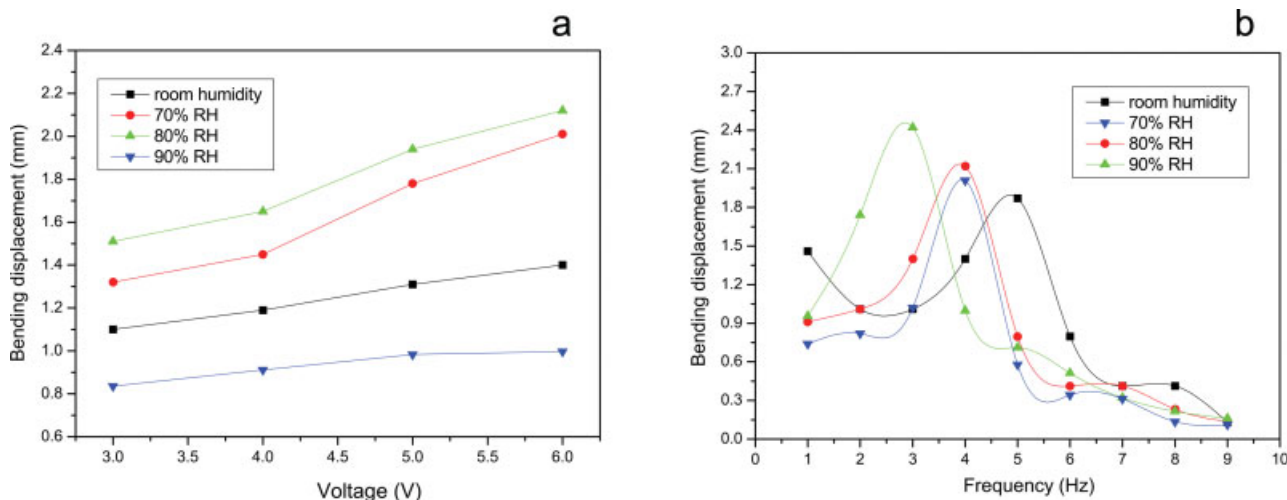 a
2.4
2.2
2.0
1.8
1.6
1.4
1.2
1.0
0.8
0.6
Bending displacement (mm)
room humidity
70% RH
80% RH
90% RH
3.0 3.5 4.0 4.5 5.0 5.5 6.0
Voltage (V)
b
3.0
2.7
2.4
2.1
1.8
1.5
1.2
0.9
0.6
0.3
0.0
Bending displacement (mm)
room humidity
70% RH
80% RH
90% RH
0 1 2 3 4 5 6 7 8 9 10
Frequency (Hz)